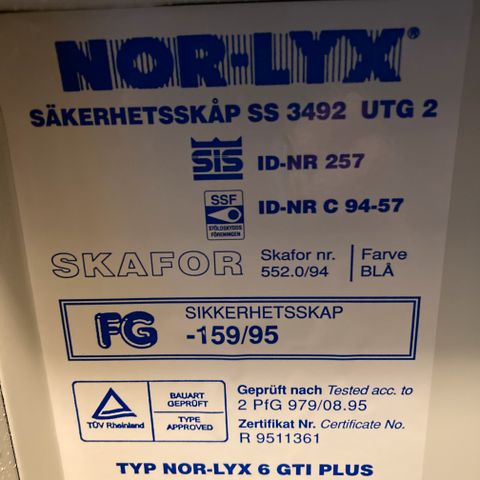 NOR-LYX®
SÄKERHETSSKÅP SS 3492 UTG 2
SIS ID-NR 257
SSF
STÖLDSKYDDS
FÖRENINGEN
ID-NR C 94-57
SKAFOR
Skafor nr.
552.0/94
Farve
BLÅ
FG
SIKKERHETSSKAP
-159/95
TÜV Rheinland
BAUART
GEPRÜFT
TYPE
APPROVED
Geprüft nach Tested acc. to
2 PfG 979/08.95
Zertifikat Nr. Certificate No.
R 9511361
TYP NOR-LYX 6 GTI PLUS